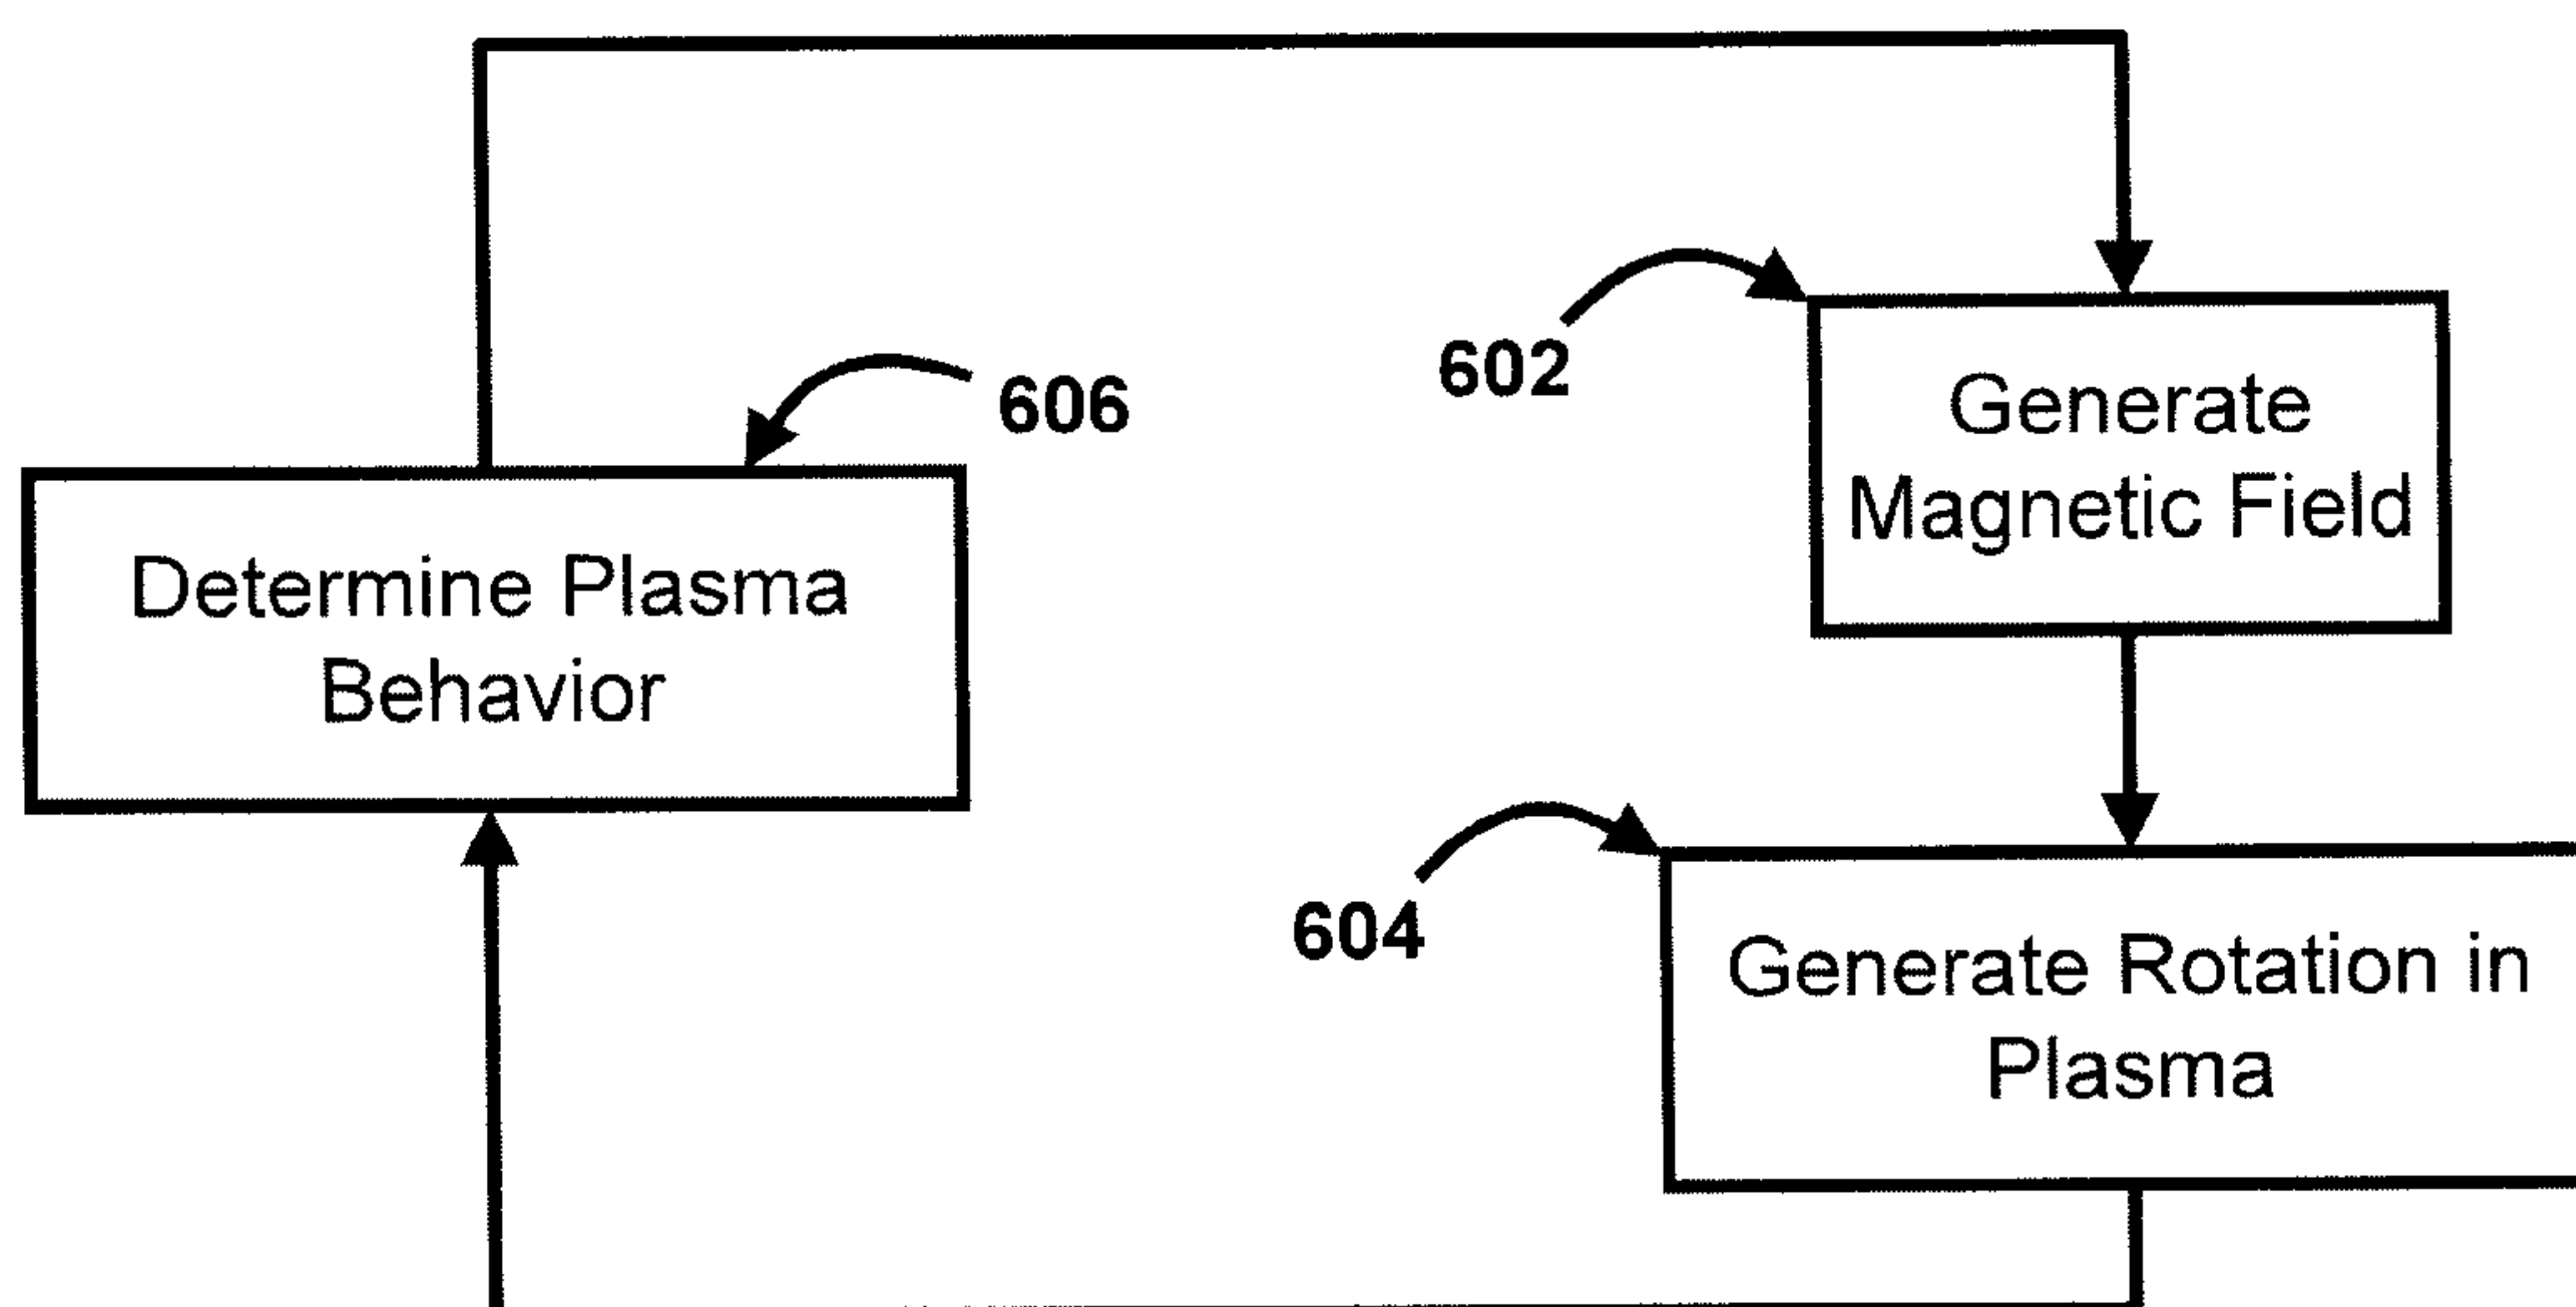 602
Generate
Magnetic Field
606
Determine Plasma
Behavior
604
Generate Rotation in
Plasma